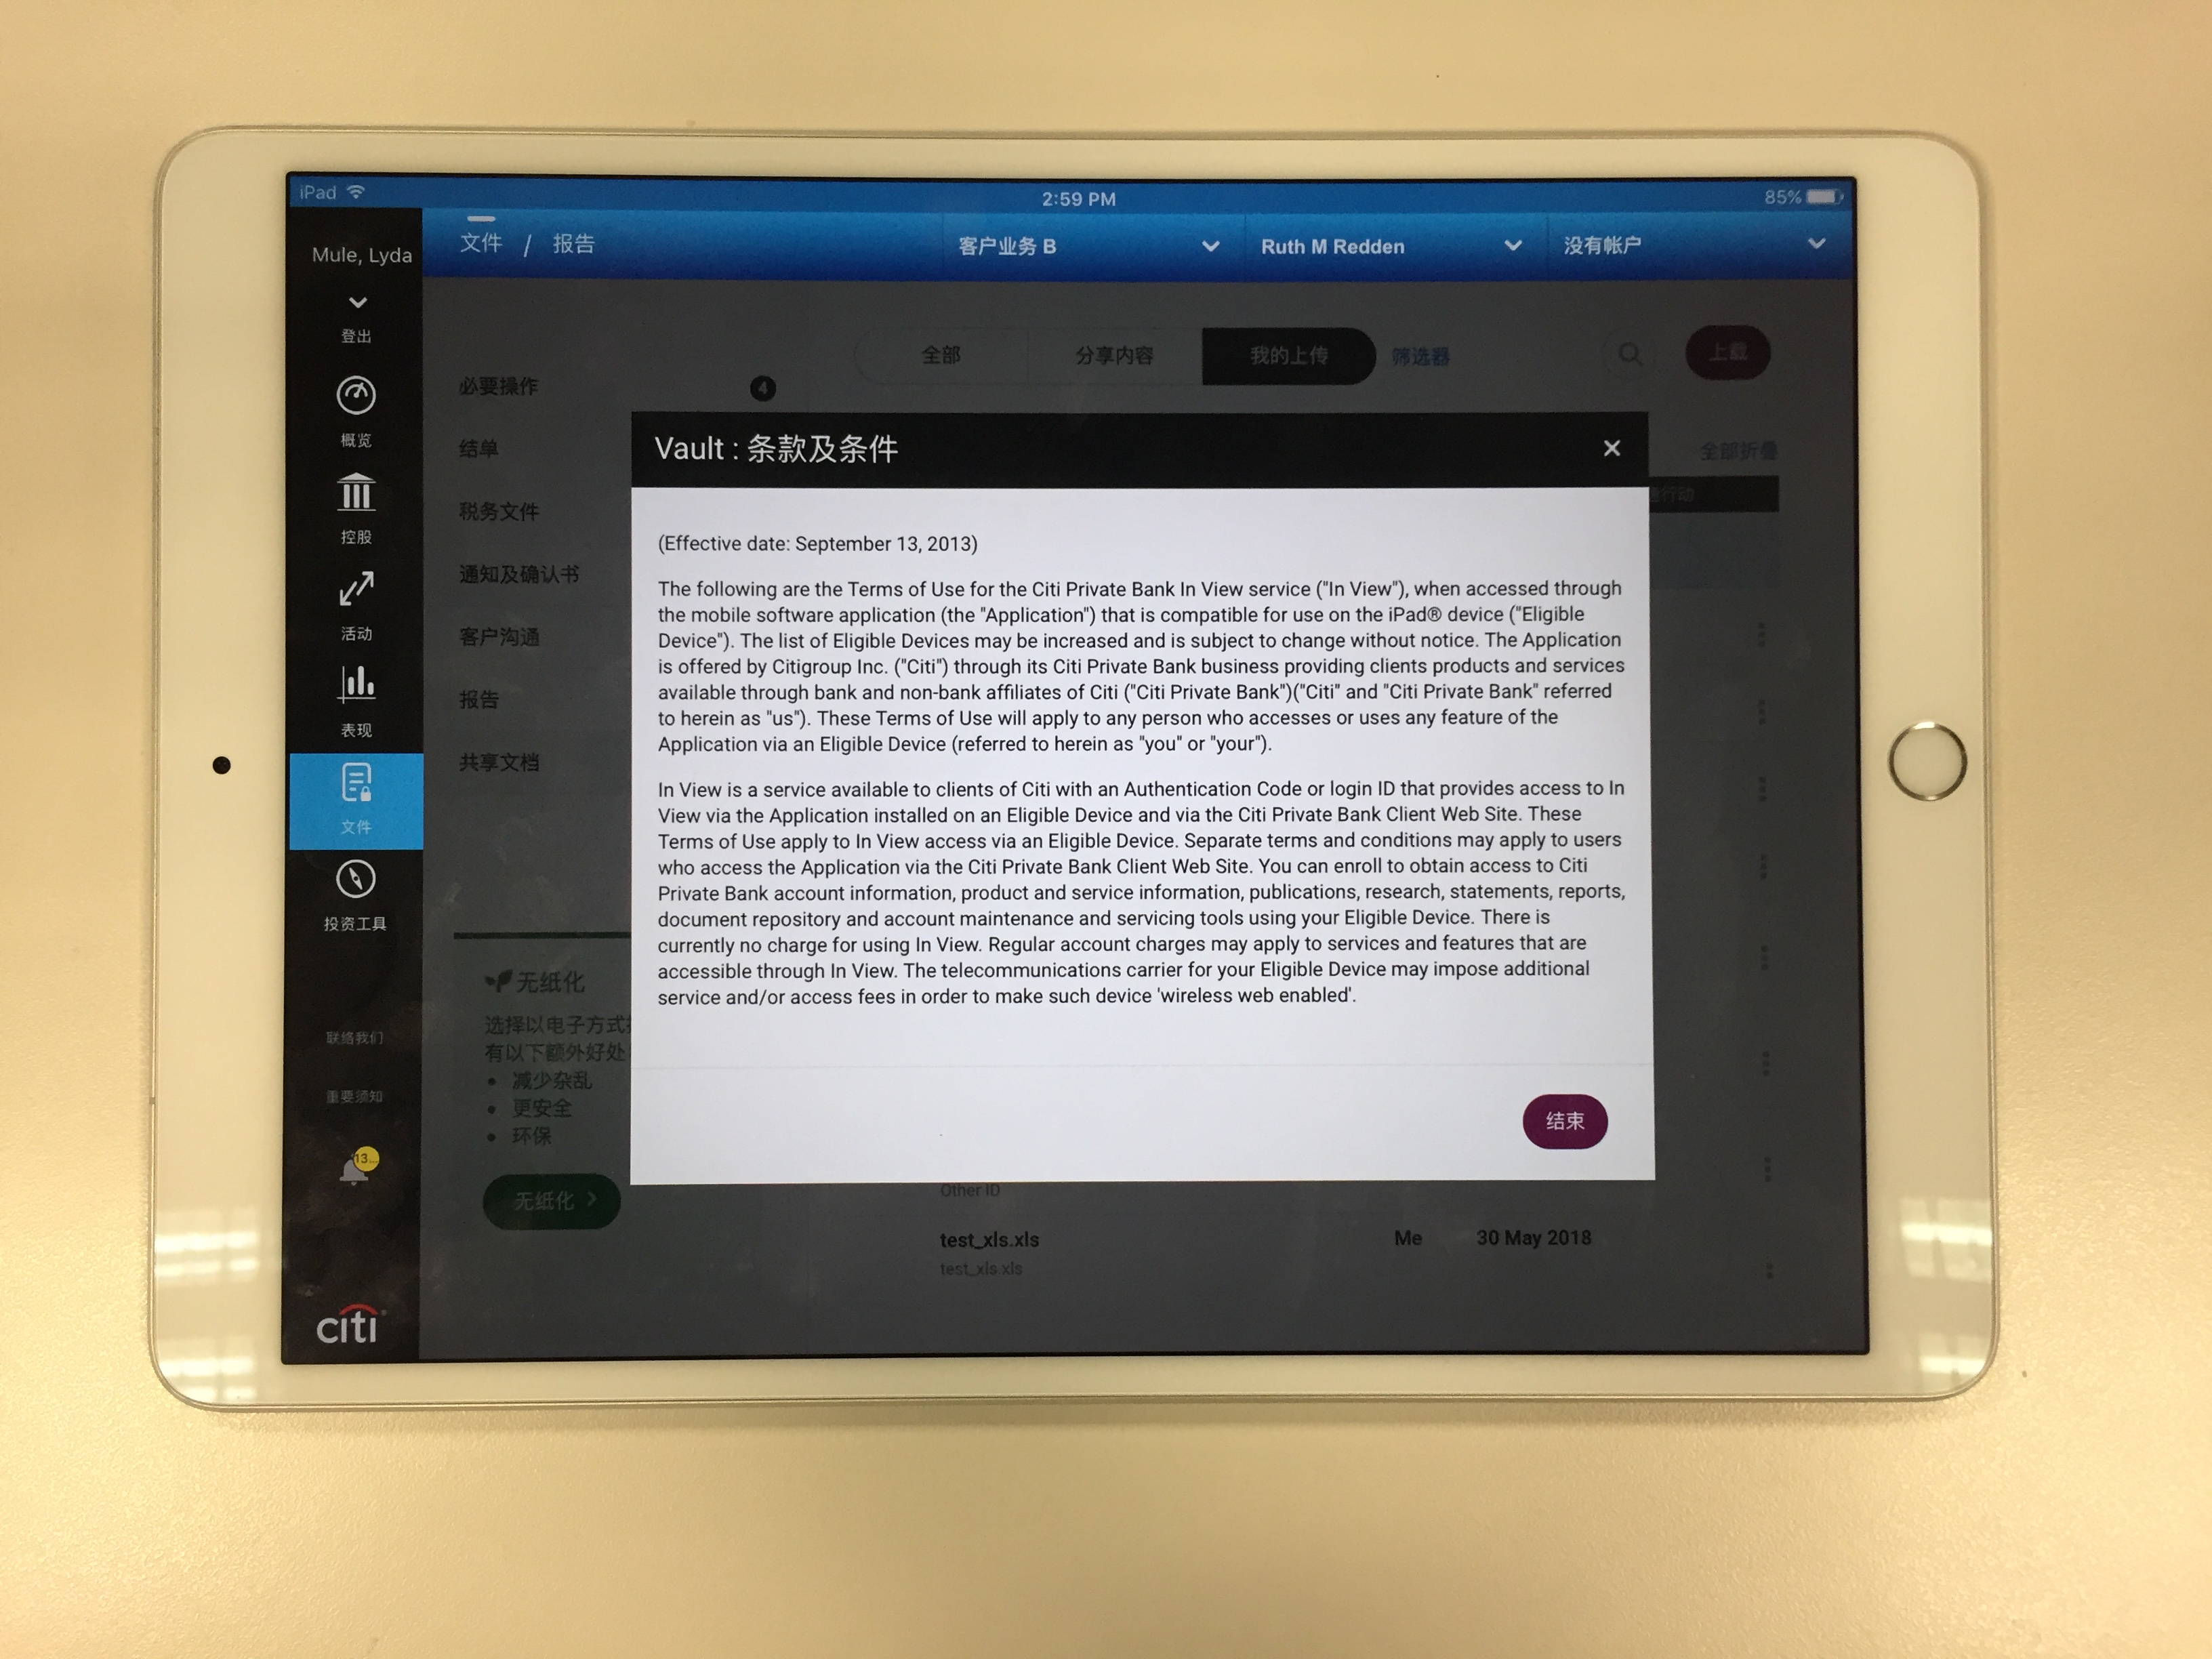 iPad
2:59 PM
85%
Mule, Lyda
文件 / 报告
客户业务 B
Ruth M Redden
没有帐户
登出
概览
控股
活动
表现
文件
投资工具
联络我们
重要须知
13
citi
必要操作
4
结单
税务文件
通知及确认书
客户沟通
报告
共享文档
无纸化
选择以电子方式
有以下额外好处
• 减少杂乱
• 更安全
• 环保
无纸化
全部
分享内容
我的上传
筛选器
上载
全部折叠
行动
Vault : 条款及条件
(Effective date: September 13, 2013)
The following are the Terms of Use for the Citi Private Bank In View service ("In View"), when accessed through
the mobile software application (the "Application") that is compatible for use on the iPad® device ("Eligible
Device"). The list of Eligible Devices may be increased and is subject to change without notice. The Application
is offered by Citigroup Inc. ("Citi") through its Citi Private Bank business providing clients products and services
available through bank and non-bank affiliates of Citi ("Citi Private Bank")("Citi" and "Citi Private Bank" referred
to herein as "us"). These Terms of Use will apply to any person who accesses or uses any feature of the
Application via an Eligible Device (referred to herein as "you" or "your").
In View is a service available to clients of Citi with an Authentication Code or login ID that provides access to In
View via the Application installed on an Eligible Device and via the Citi Private Bank Client Web Site. These
Terms of Use apply to In View access via an Eligible Device. Separate terms and conditions may apply to users
who access the Application via the Citi Private Bank Client Web Site. You can enroll to obtain access to Citi
Private Bank account information, product and service information, publications, research, statements, reports,
document repository and account maintenance and servicing tools using your Eligible Device. There is
currently no charge for using In View. Regular account charges may apply to services and features that are
accessible through In View. The telecommunications carrier for your Eligible Device may impose additional
service and/or access fees in order to make such device 'wireless web enabled'.
结束
Other ID
test_xls.xls
Me
30 May 2018
test_xls.xls